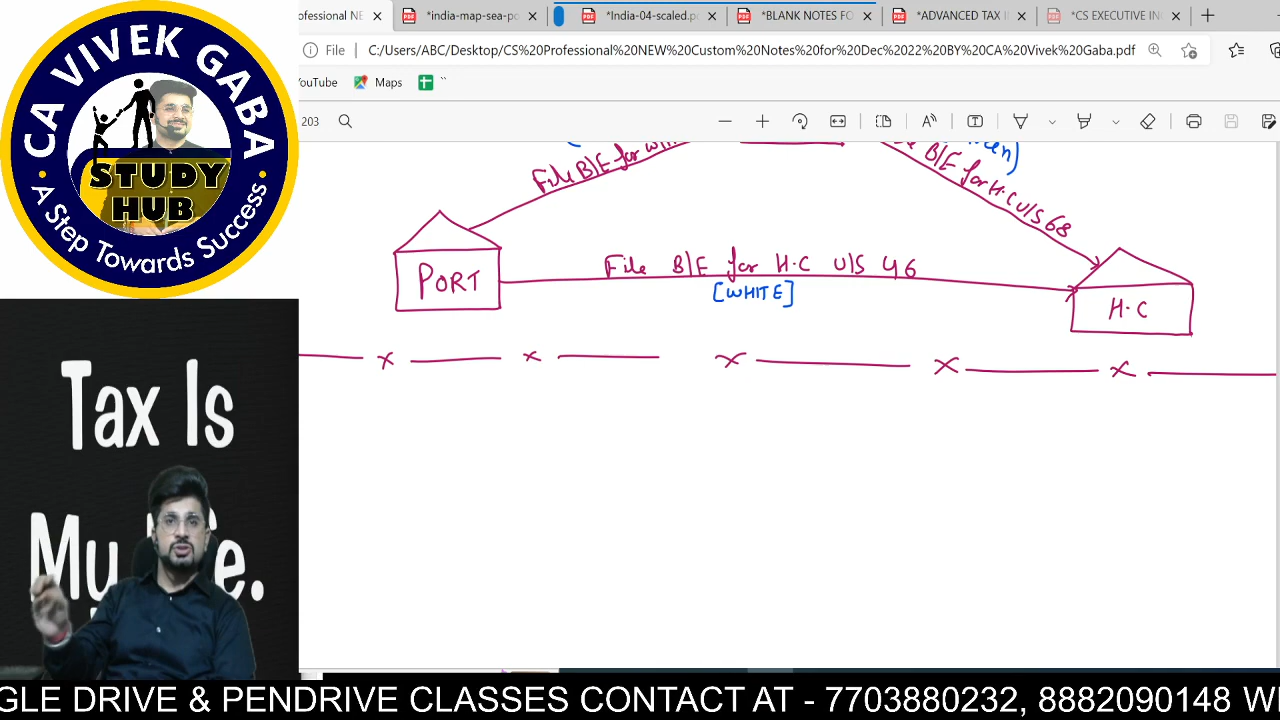 ofessional NE
*india-map-sea-po
*India-04-scaled.p
*BLANK NOTES FO
*ADVANCED TAX L
*CS EXECUTIVE IN
File
C:/Users/ABC/Desktop/CS%20Professional%20NEW%20Custom%20Notes%20for%20Dec%2022%20BY%20CA%20Vivek%20Gaba.pdf
ouTube
Maps
``
203
CA VIVEK GABA
STUDY
HUB
• A Step Towards Success •
File B/E for
B/E for H.C U/S 68
PORT
File B/E for H.C U/S 46
[WHITE]
H.C
x x x x x
Tax Is
My
e.
GLE DRIVE & PENDRIVE CLASSES CONTACT AT - 7703880232, 8882090148 W